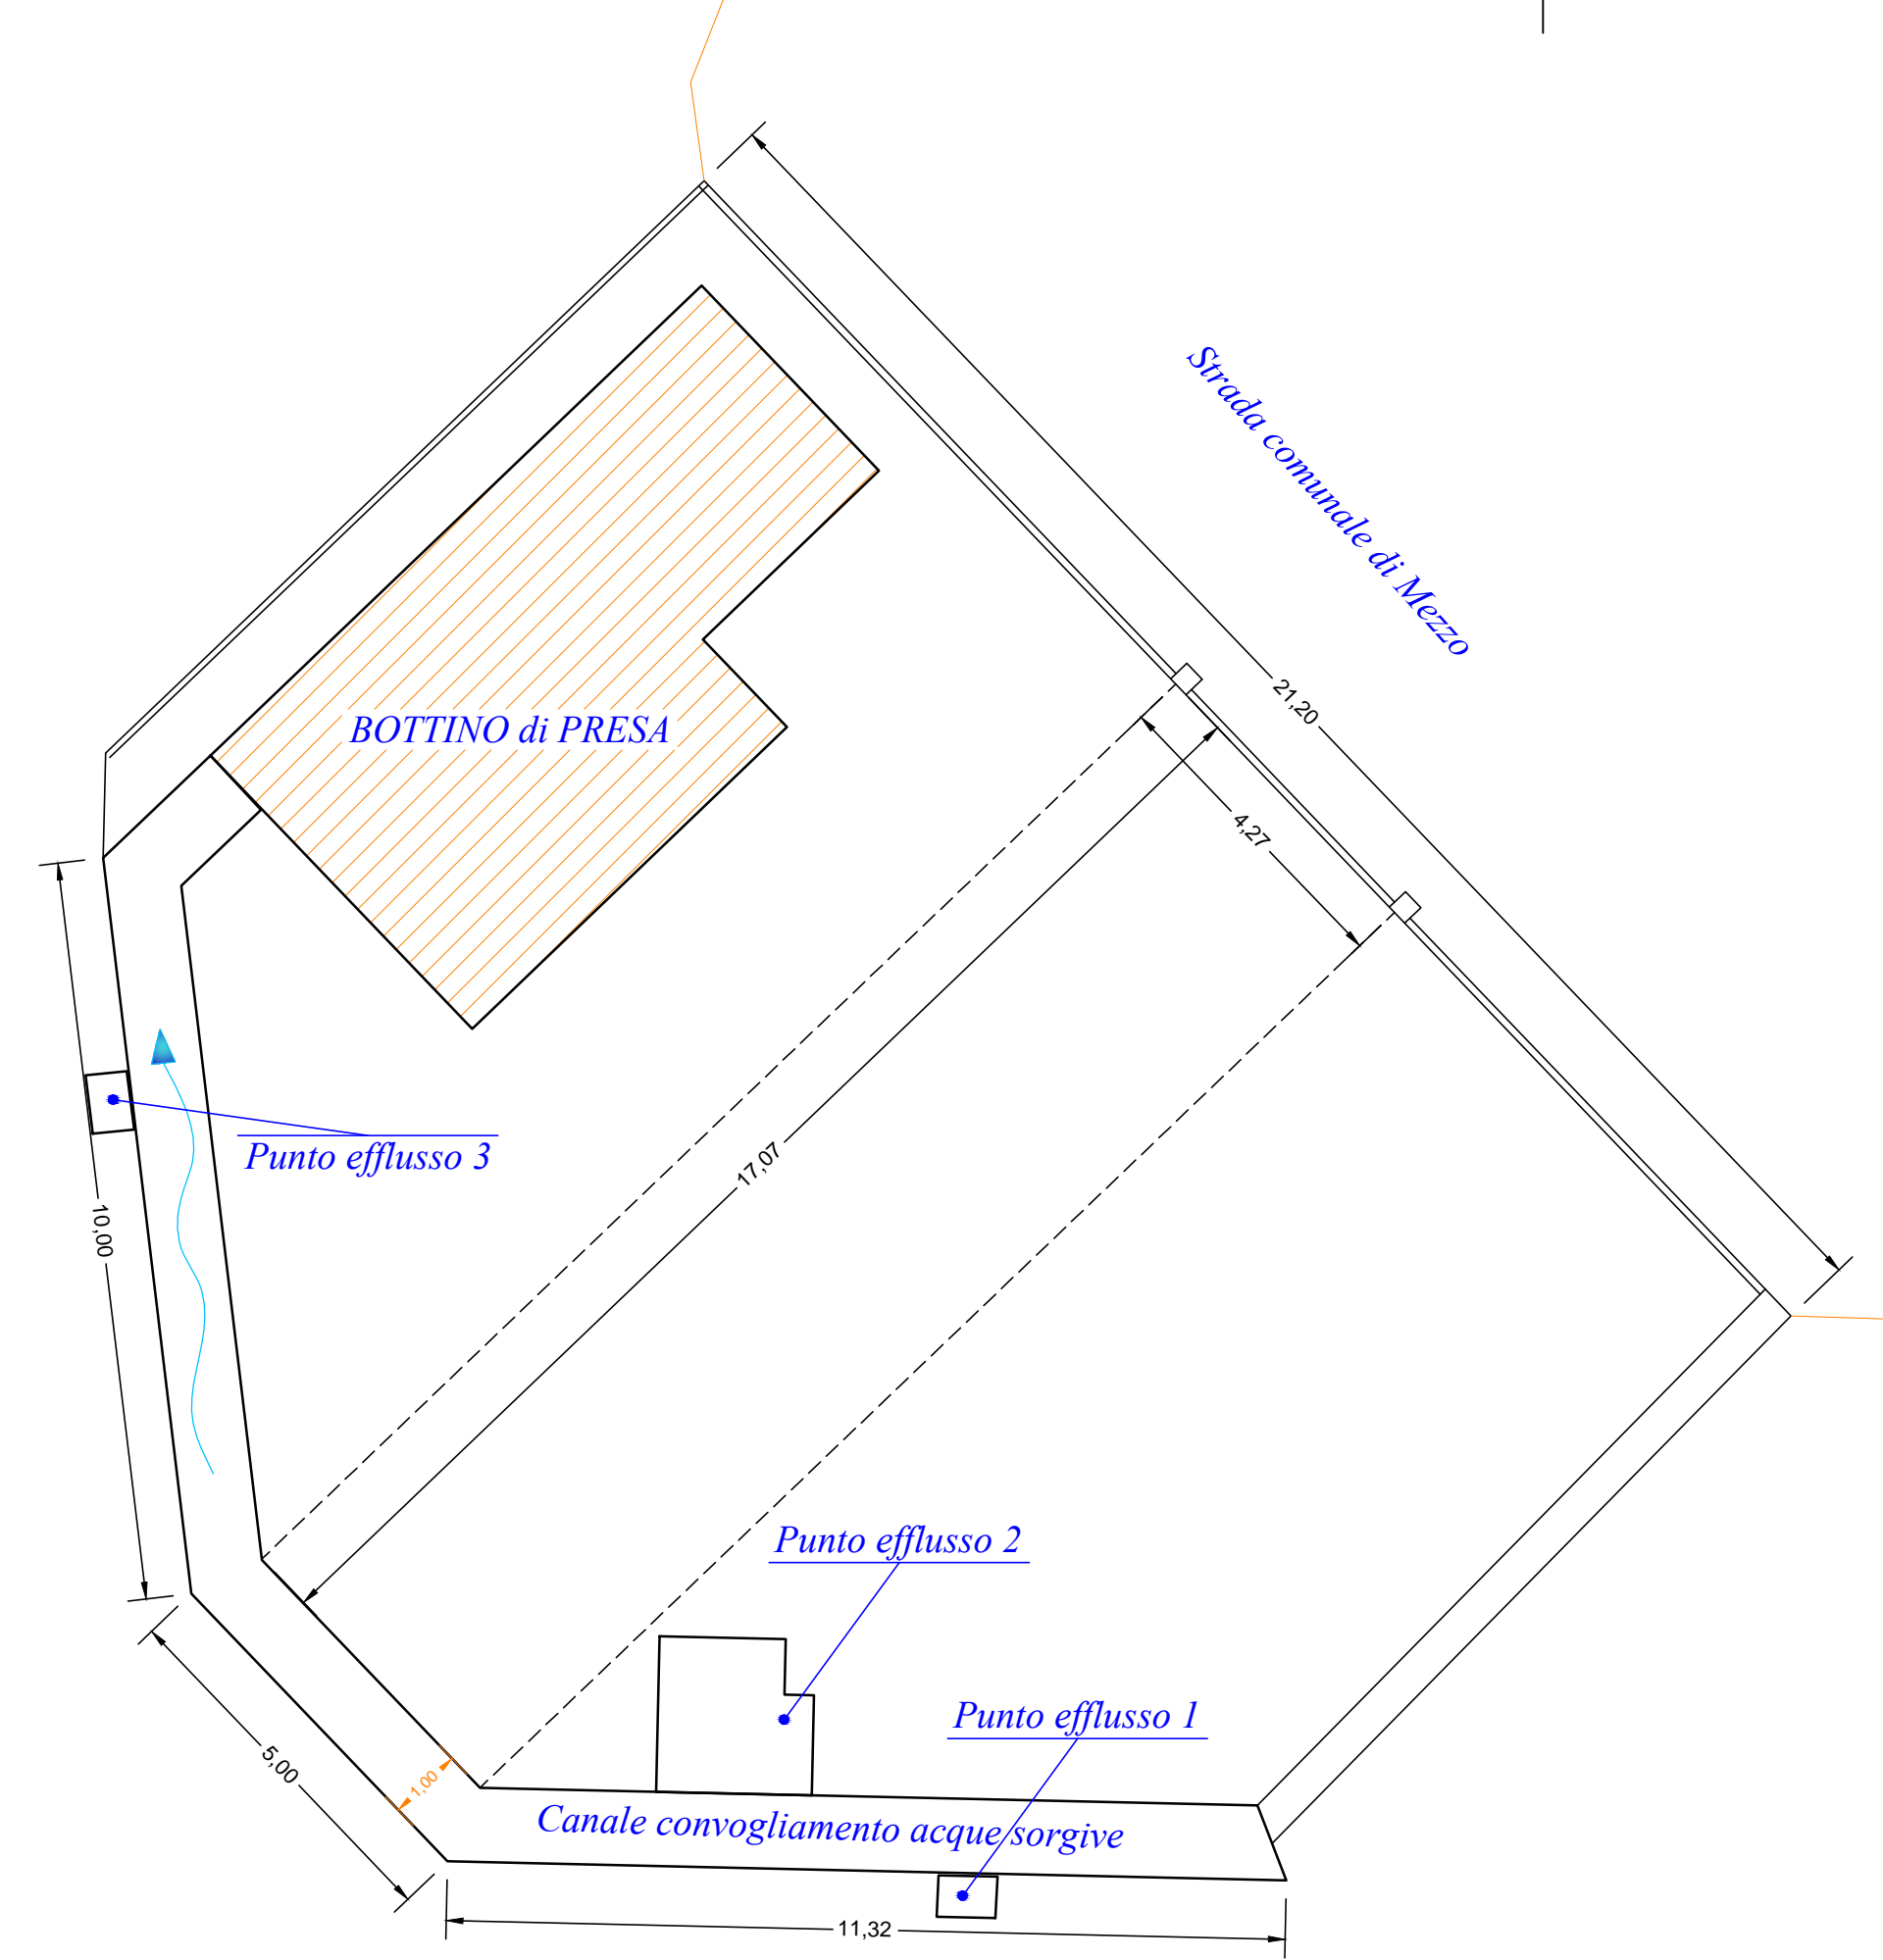 Strada comunale di Mezzo
21,20
BOTTINO di PRESA
4,27
17,07
Punto efflusso 3
10,00
Punto efflusso 2
Punto efflusso 1
5,00
1,00
Canale convogliamento acque sorgive
11,32